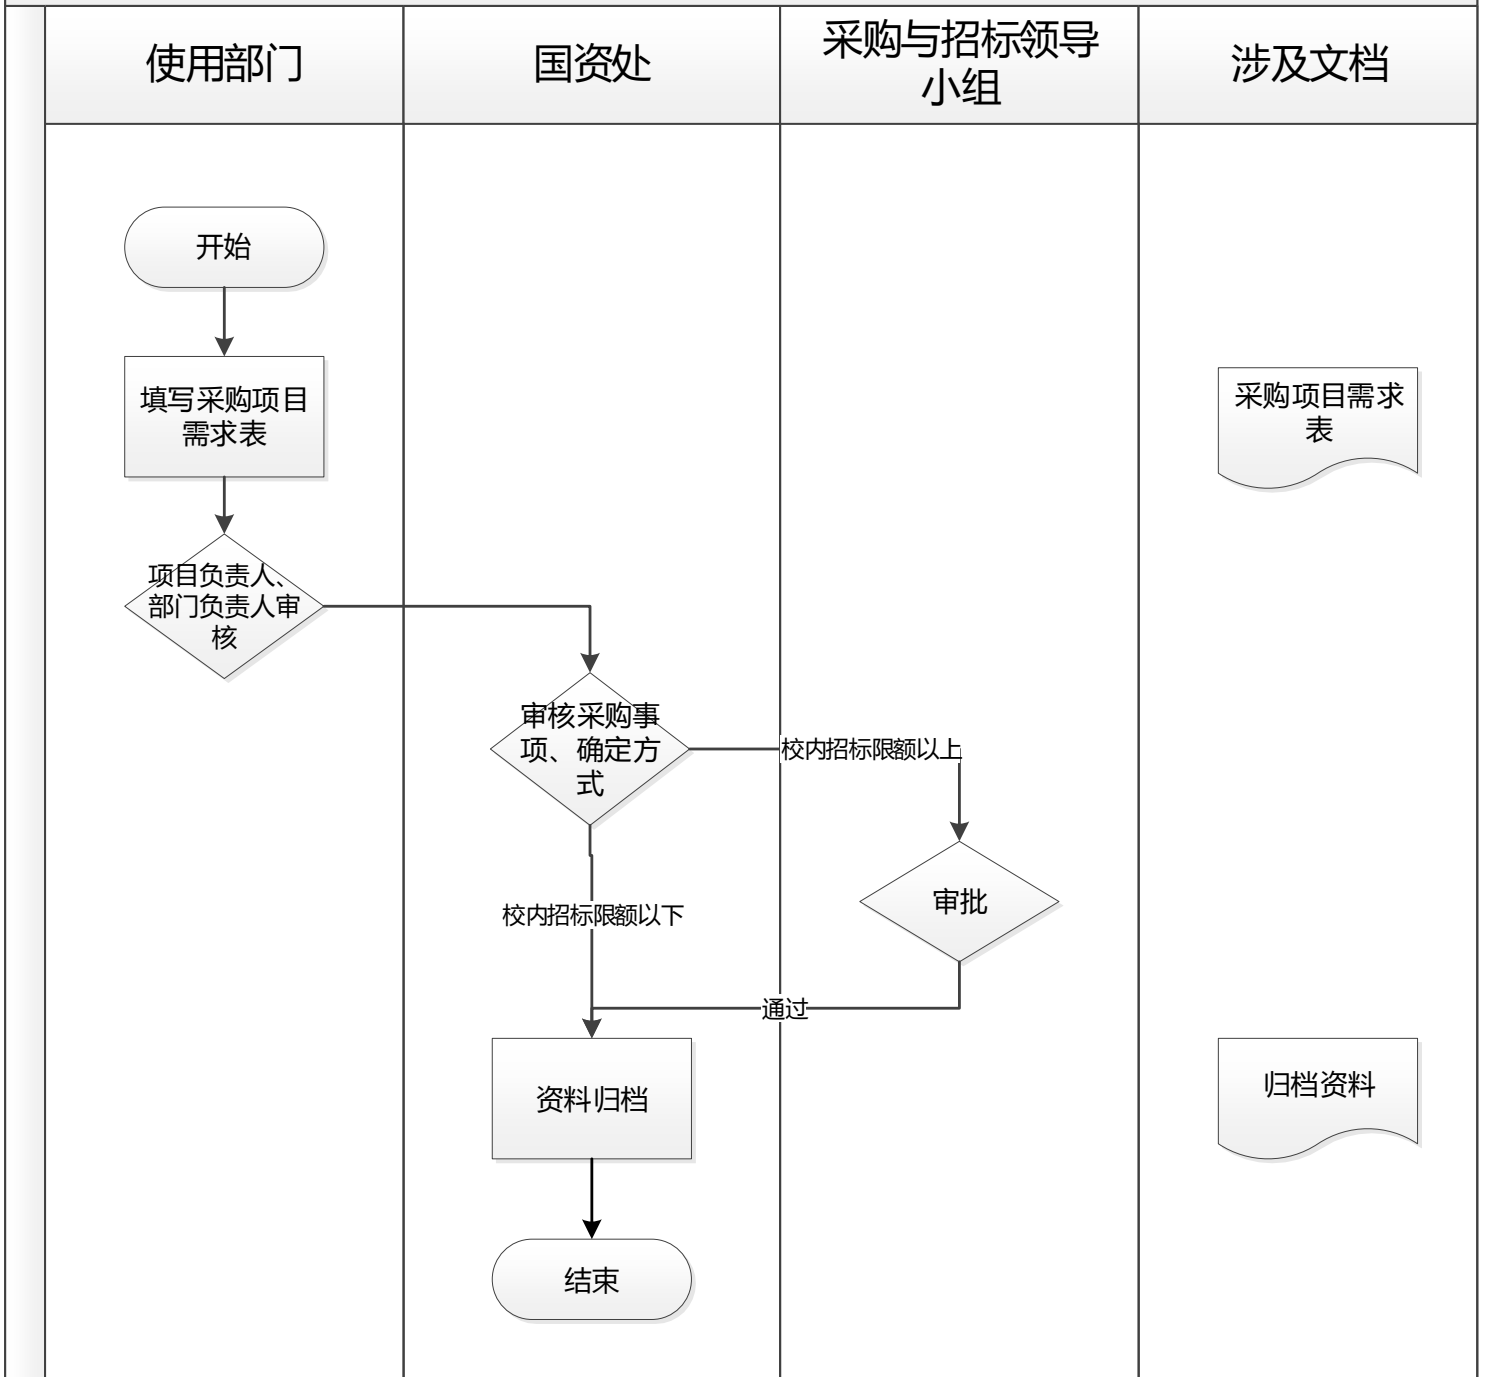 使用部门
国资处
采购与招标领导
小组
涉及文档
开始
填写采购项目
需求表
采购项目需求
表
项目负责人、
部门负责人审
核
审核采购事
项、确定方
式
校内招标限额以上
审批
校内招标限额以下
通过
资料归档
归档资料
结束